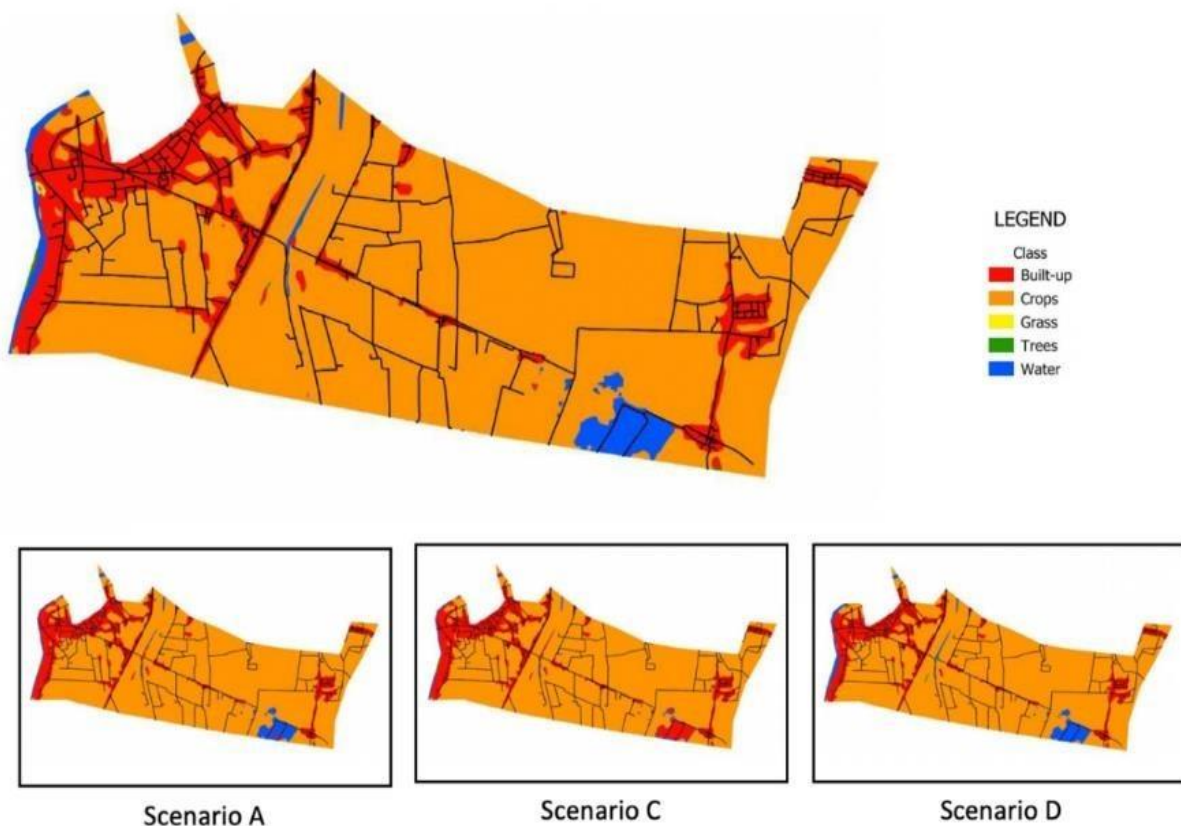 LEGEND
Class
Built-up
Crops
Grass
Trees
Water
Scenario A
Scenario C
Scenario D